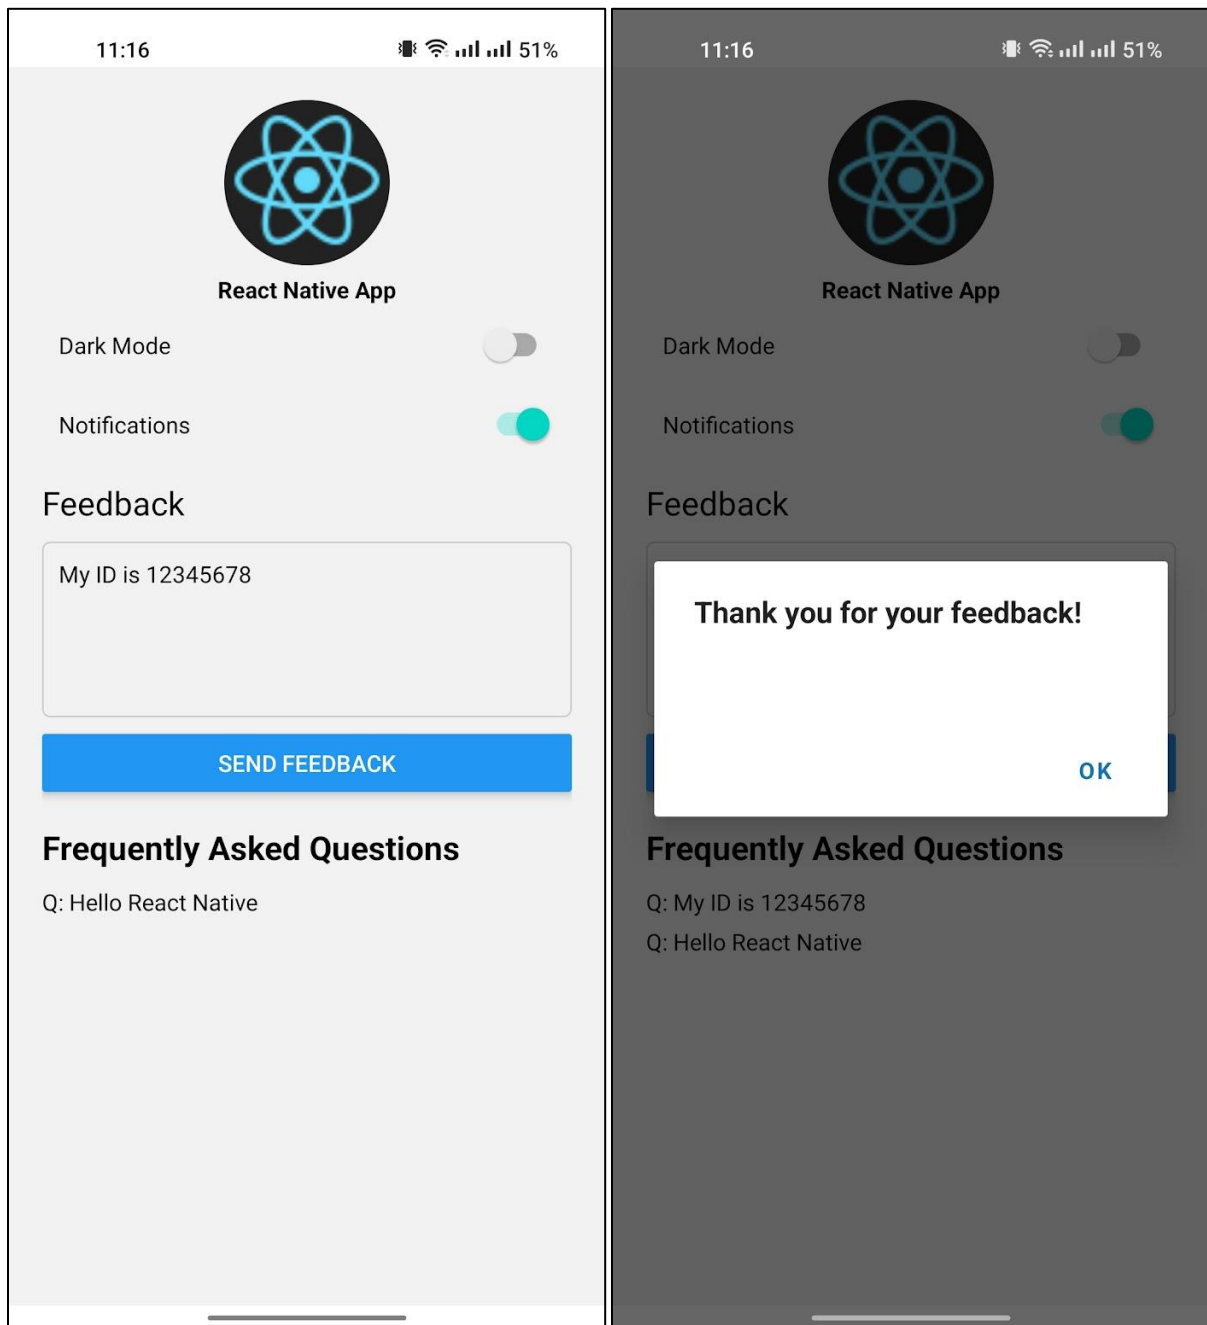 11:16 51%
React Native App
Dark Mode
Notifications
Feedback
My ID is 12345678
SEND FEEDBACK
Frequently Asked Questions
Q: Hello React Native
11:16 51%
React Native App
Dark Mode
Notifications
Feedback
Thank you for your feedback!
OK
Frequently Asked Questions
Q: My ID is 12345678
Q: Hello React Native